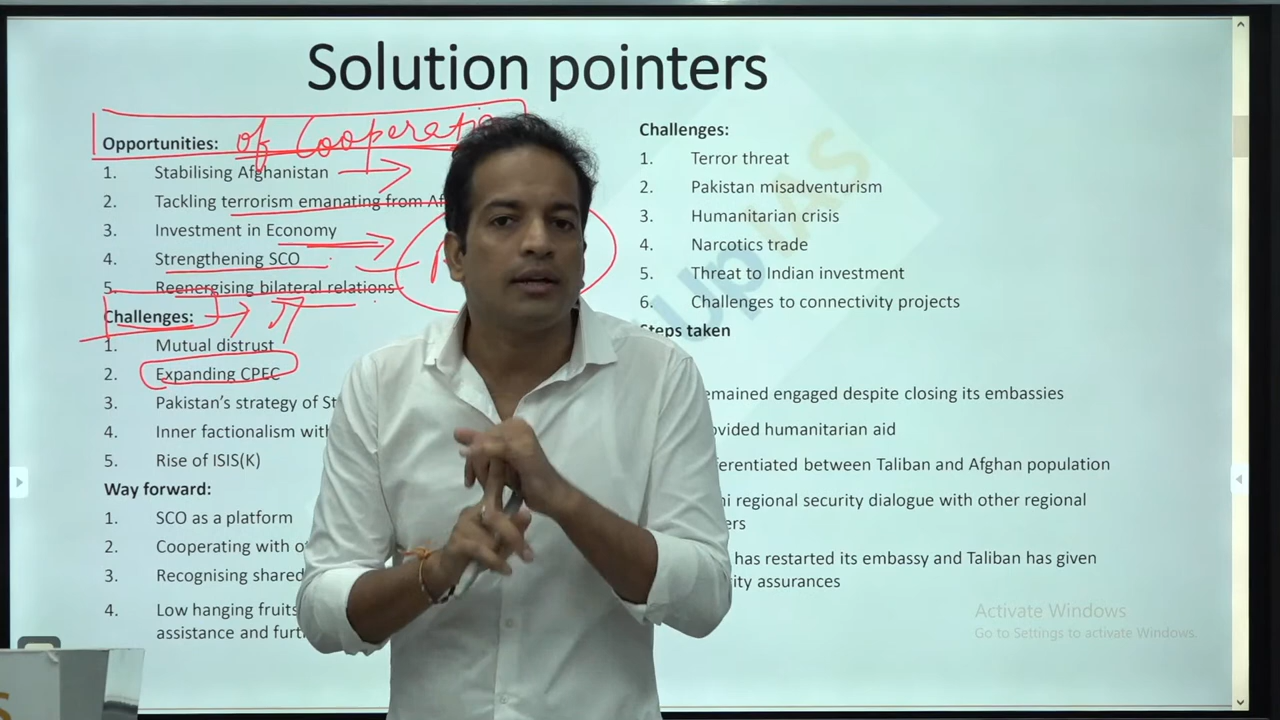 Solution pointers
Opportunities: of Cooperatio
1. Stabilising Afghanistan
2. Tackling terrorism emanating from Af
3. Investment in Economy
4. Strengthening SCO
5. Reenergising bilateral relations
Challenges:
1. Mutual distrust
2. Expanding CPEC
3. Pakistan's strategy of St
4. Inner factionalism with
5. Rise of ISIS(K)
Way forward:
1. SCO as a platform
2. Cooperating with ot
3. Recognising shared
4. Low hanging fruits
assistance and furt
Challenges:
1. Terror threat
2. Pakistan misadventurism
3. Humanitarian crisis
4. Narcotics trade
5. Threat to Indian investment
6. Challenges to connectivity projects
Steps taken
emained engaged despite closing its embassies
ovided humanitarian aid
ferentiated between Taliban and Afghan population
hi regional security dialogue with other regional
ers
has restarted its embassy and Taliban has given
rity assurances
Activate Windows
Go to Settings to activate Windows.
UpIAS
S